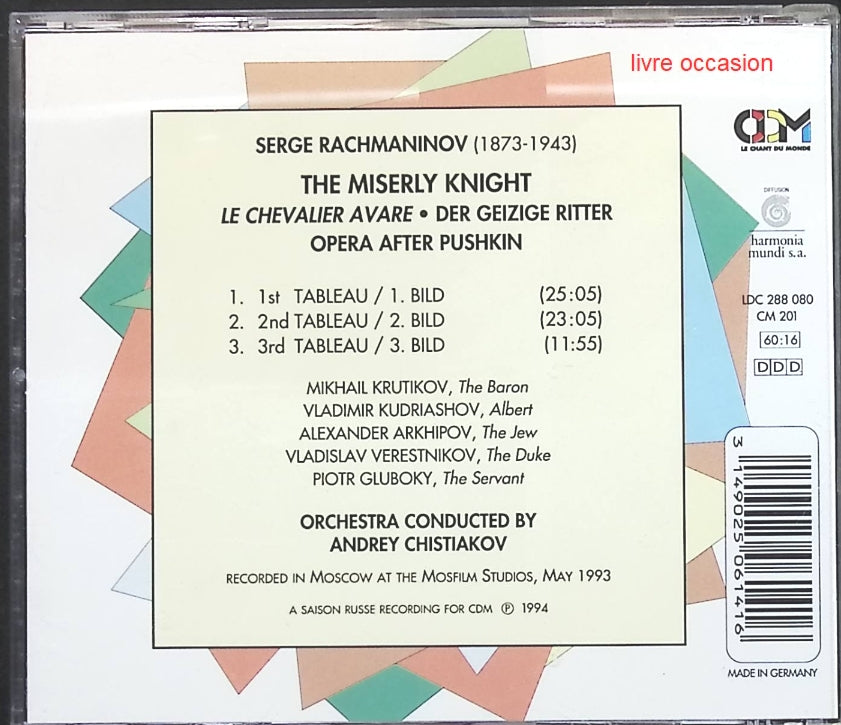 livre occasion
SERGE RACHMANINOV (1873-1943)
THE MISERLY KNIGHT
LE CHEVALIER AVARE • DER GEIZIGE RITTER
OPERA AFTER PUSHKIN
1. 1st TABLEAU / 1. BILD (25:05)
2. 2nd TABLEAU / 2. BILD (23:05)
3. 3rd TABLEAU / 3. BILD (11:55)
MIKHAIL KRUTIKOV, The Baron
VLADIMIR KUDRIASHOV, Albert
ALEXANDER ARKHIPOV, The Jew
VLADISLAV VERESTNIKOV, The Duke
PIOTR GLUBOKY, The Servant
ORCHESTRA CONDUCTED BY
ANDREY CHISTIAKOV
RECORDED IN MOSCOW AT THE MOSFILM STUDIOS, MAY 1993
A SAISON RUSSE RECORDING FOR CDM ℗ 1994
CDM
LE CHANT DU MONDE
DIFFUSION
harmonia
mundi s.a.
LDC 288 080
CM 201
60:16
DDD
3 149025 061416
MADE IN GERMANY